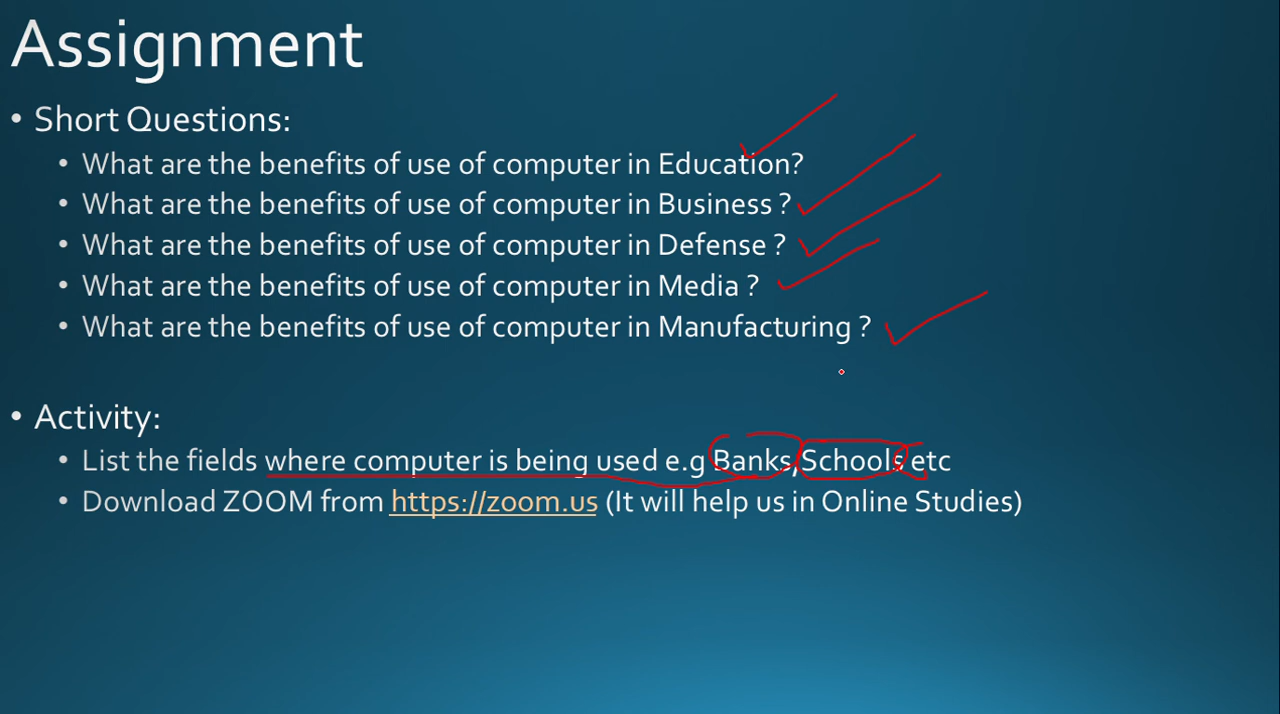 Assignment
• Short Questions:
• What are the benefits of use of computer in Education?
• What are the benefits of use of computer in Business ?
• What are the benefits of use of computer in Defense ?
• What are the benefits of use of computer in Media ?
• What are the benefits of use of computer in Manufacturing ?
• Activity:
• List the fields where computer is being used e.g Banks,Schools etc
• Download ZOOM from https://zoom.us (It will help us in Online Studies)